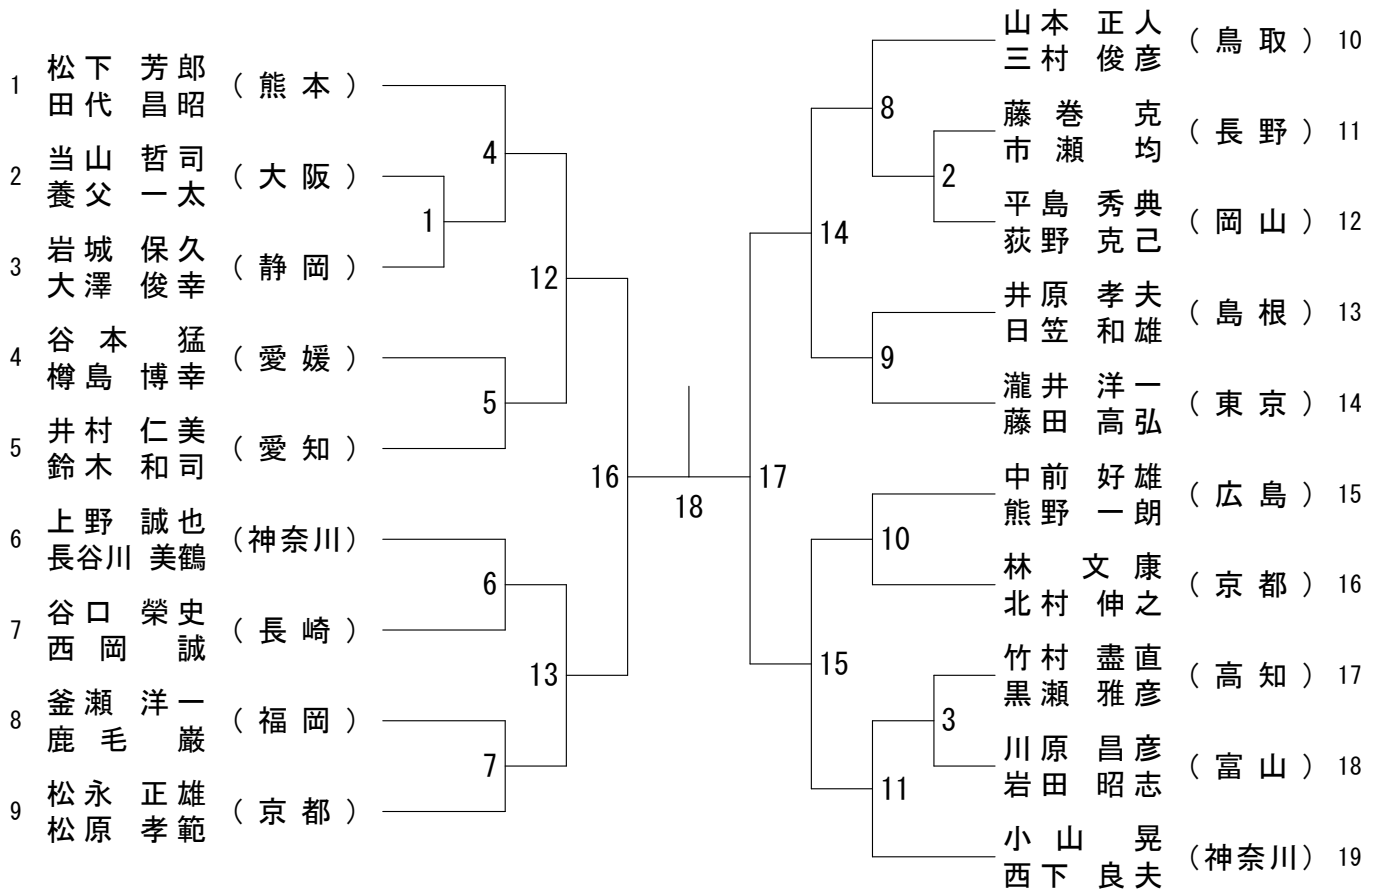 1 松下 芳郎 (熊本)
田代 昌昭
2 当山 哲司 (大阪)
養父 一太
3 岩城 保久 (静岡)
大澤 俊幸
4 谷本 猛 (愛媛)
樽島 博幸
5 井村 仁美 (愛知)
鈴木 和司
6 上野 誠也 (神奈川)
長谷川 美鶴
7 谷口 榮史 (長崎)
西岡 誠
8 釜瀬 洋一 (福岡)
鹿毛 巌
9 松永 正雄 (京都)
松原 孝範
4
1
12
5
16
6
13
7
18
山本 正人 (鳥取) 10
三村 俊彦
藤巻 克 (長野) 11
市瀬 均
平島 秀典 (岡山) 12
荻野 克己
井原 孝夫 (島根) 13
日笠 和雄
瀧井 洋一 (東京) 14
藤田 高弘
中前 好雄 (広島) 15
熊野 一朗
林 文康 (京都) 16
北村 伸之
竹村 盡直 (高知) 17
黒瀬 雅彦
川原 昌彦 (富山) 18
岩田 昭志
小山 晃 (神奈川) 19
西下 良夫
8
2
14
9
17
10
15
3
11